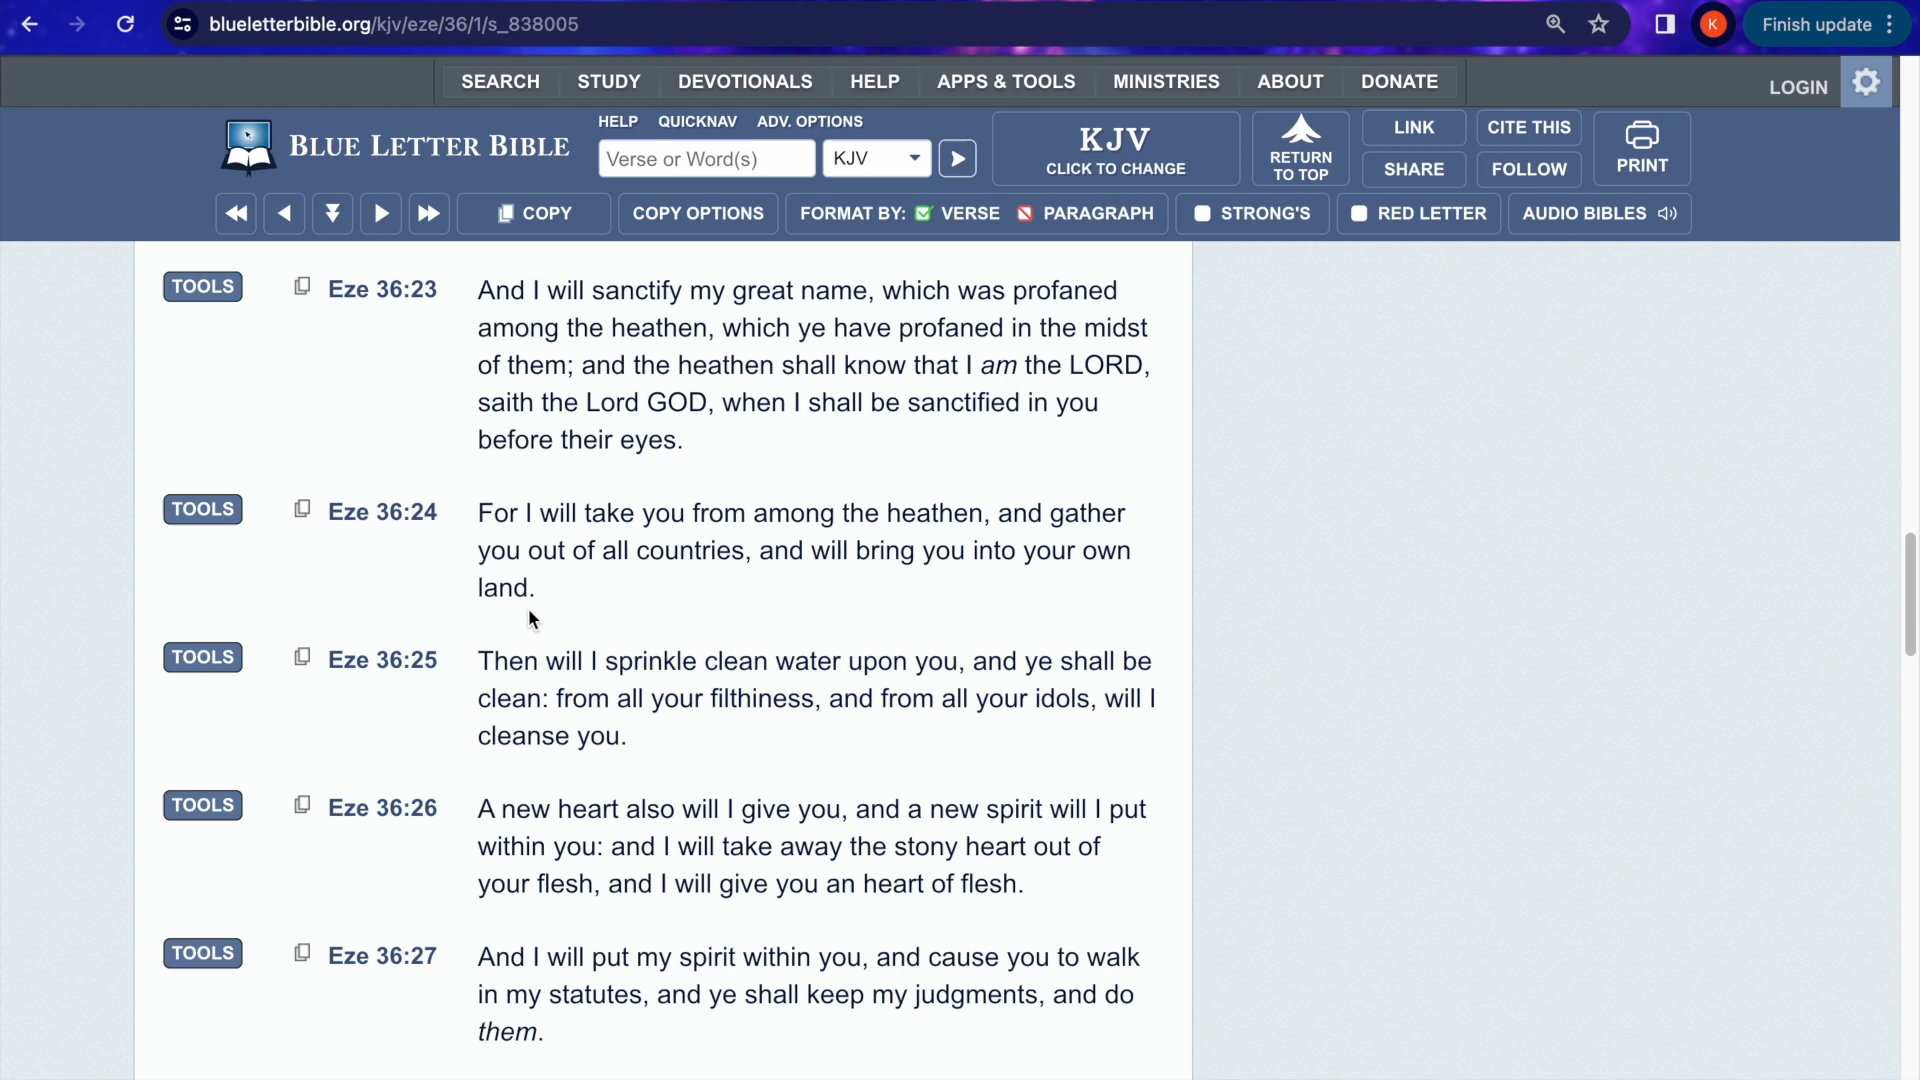 blueletterbible.org/kjv/eze/36/1/s_838005
K
Finish update
SEARCH STUDY DEVOTIONALS HELP APPS & TOOLS MINISTRIES ABOUT DONATE
LOGIN
BLUE LETTER BIBLE
HELP QUICKNAV ADV. OPTIONS
Verse or Word(s)
KJV
KJV
CLICK TO CHANGE
RETURN
TO TOP
LINK
CITE THIS
SHARE
FOLLOW
PRINT
COPY
COPY OPTIONS
FORMAT BY: VERSE PARAGRAPH
STRONG'S
RED LETTER
AUDIO BIBLES
TOOLS
Eze 36:23
And I will sanctify my great name, which was profaned
among the heathen, which ye have profaned in the midst
of them; and the heathen shall know that I am the LORD,
saith the Lord GOD, when I shall be sanctified in you
before their eyes.
TOOLS
Eze 36:24
For I will take you from among the heathen, and gather
you out of all countries, and will bring you into your own
land.
TOOLS
Eze 36:25
Then will I sprinkle clean water upon you, and ye shall be
clean: from all your filthiness, and from all your idols, will I
cleanse you.
TOOLS
Eze 36:26
A new heart also will I give you, and a new spirit will I put
within you: and I will take away the stony heart out of
your flesh, and I will give you an heart of flesh.
TOOLS
Eze 36:27
And I will put my spirit within you, and cause you to walk
in my statutes, and ye shall keep my judgments, and do
them.